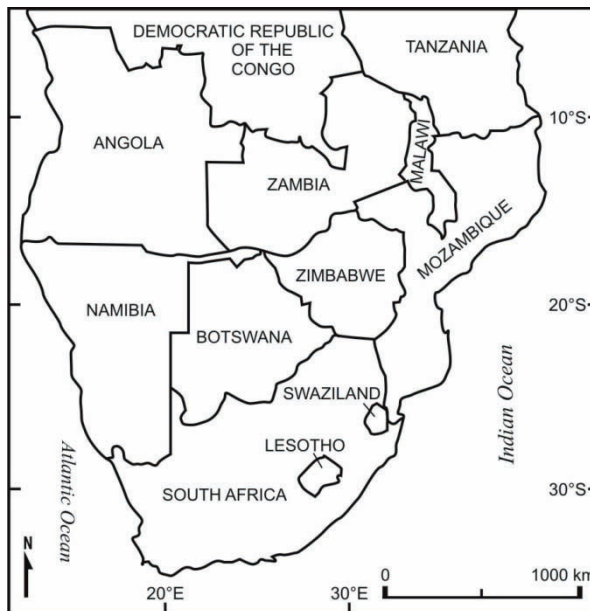 DEMOCRATIC REPUBLIC
OF THE
CONGO
TANZANIA
10°S
ANGOLA
MALAWI
ZAMBIA
MOZAMBIQUE
ZIMBABWE
NAMIBIA
20°S
BOTSWANA
SWAZILAND
Indian Ocean
LESOTHO
Atlantic Ocean
SOUTH AFRICA
30°S
N
0
1000 km
20°E
30°E